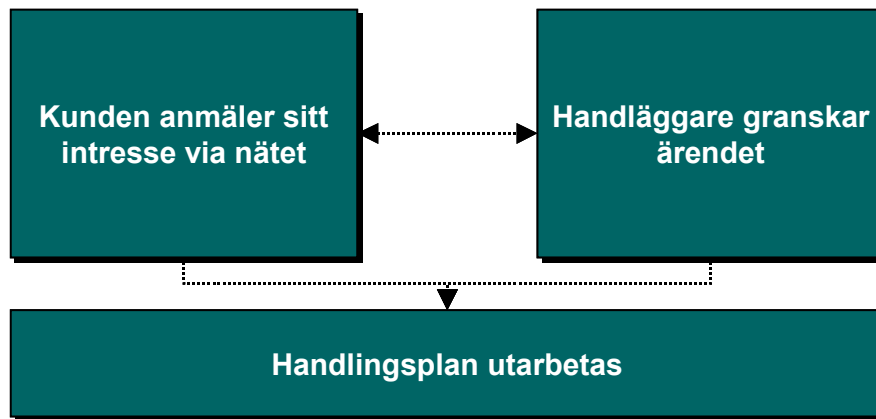 Kunden anmäler sitt
intresse via nätet
Handläggare granskar
ärendet
Handlingsplan utarbetas